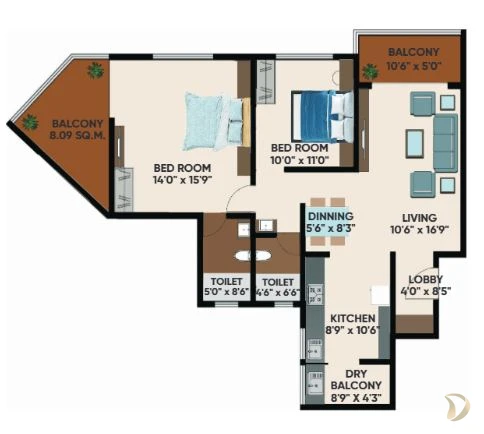 BALCONY
10'6" x 5'0"
BALCONY
8.09 SQ.M.
BED ROOM
10'0" x 11'0"
BED ROOM
14'0" x 15'9"
DINNING
5'6" x 8'3"
LIVING
10'6" x 16'9"
TOILET
5'0" x 8'6"
TOILET
4'6" x 6'6"
LOBBY
4'0" x 8'5"
KITCHEN
8'9" x 10'6"
DRY
BALCONY
8'9" X 4'3"